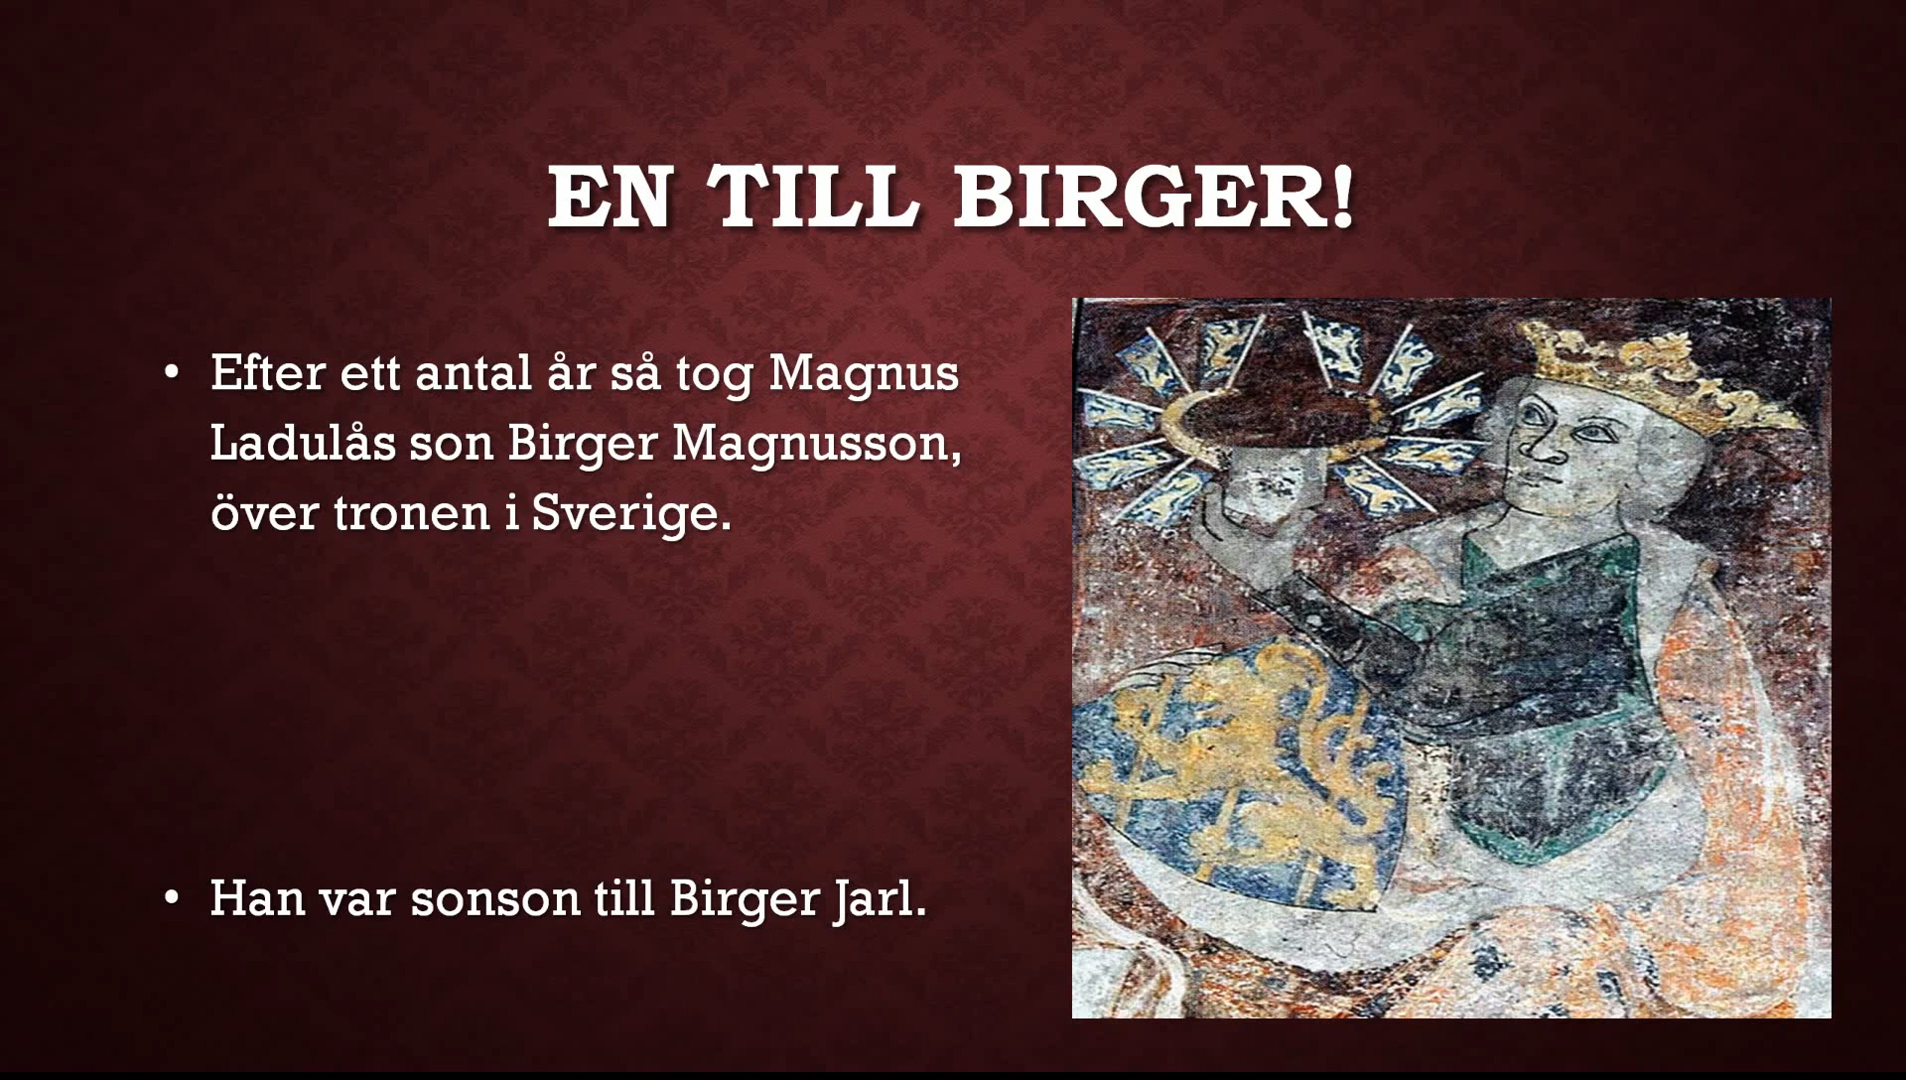 EN TILL BIRGER!
• Efter ett antal år så tog Magnus
Ladulås son Birger Magnusson,
över tronen i Sverige.
• Han var sonson till Birger Jarl.